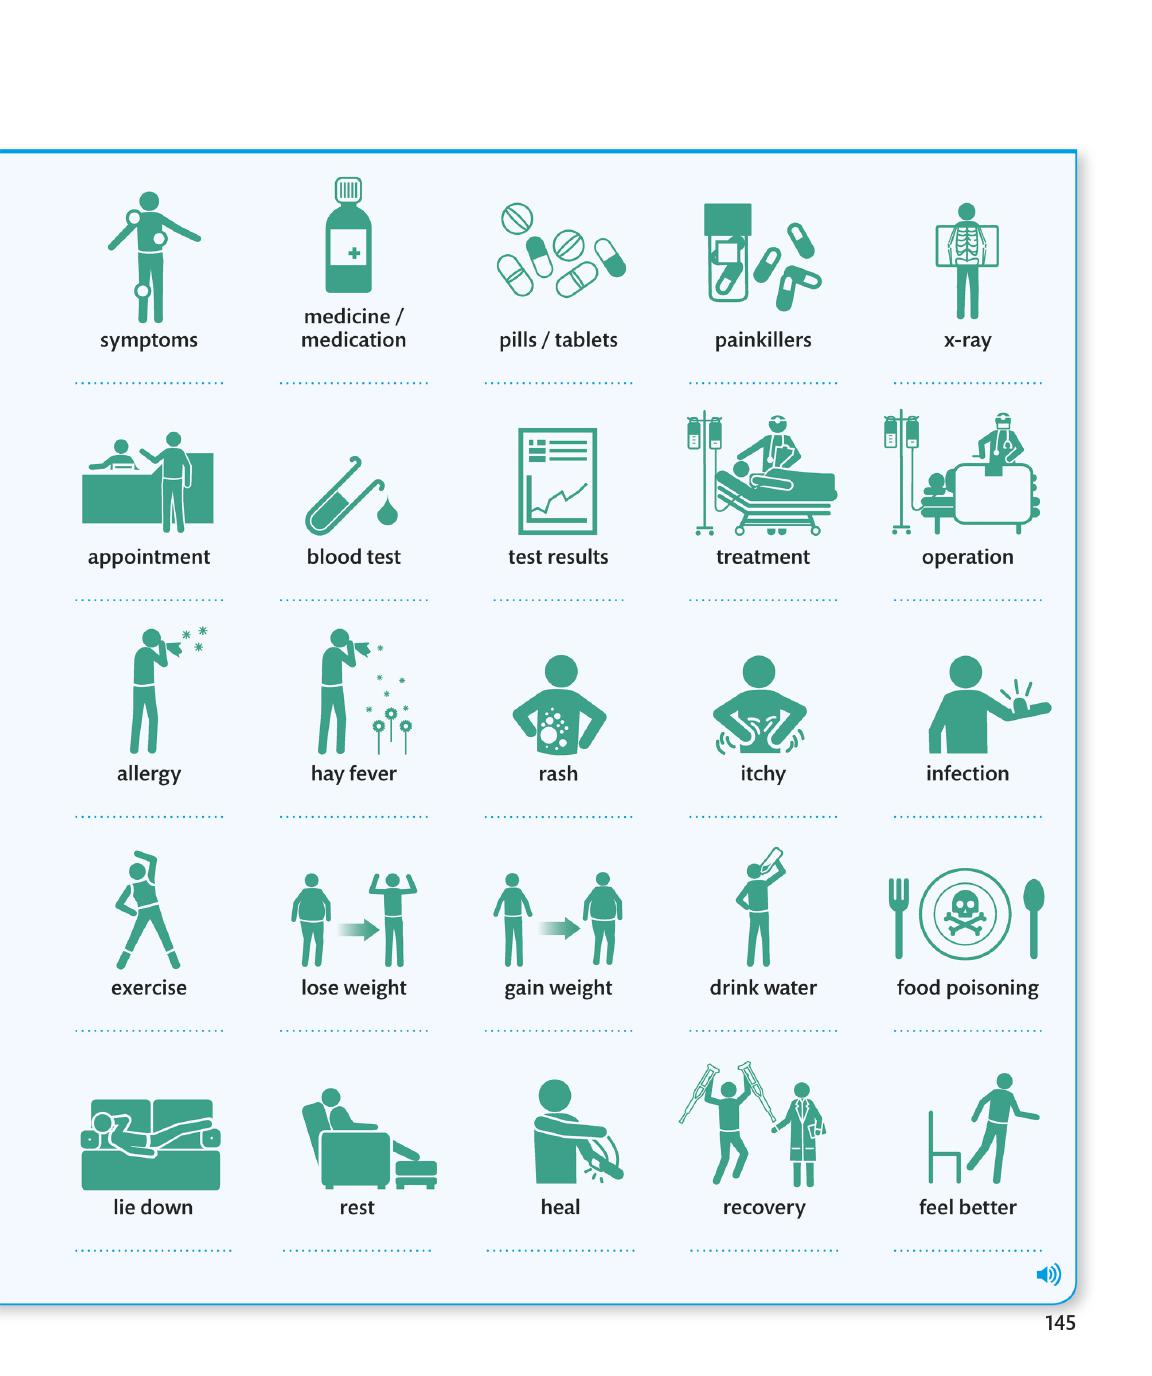 symptoms
medicine /
medication
pills / tablets
painkillers
x-ray
appointment
blood test
test results
treatment
operation
allergy
hay fever
rash
itchy
infection
exercise
lose weight
gain weight
drink water
food poisoning
lie down
rest
heal
recovery
feel better
145